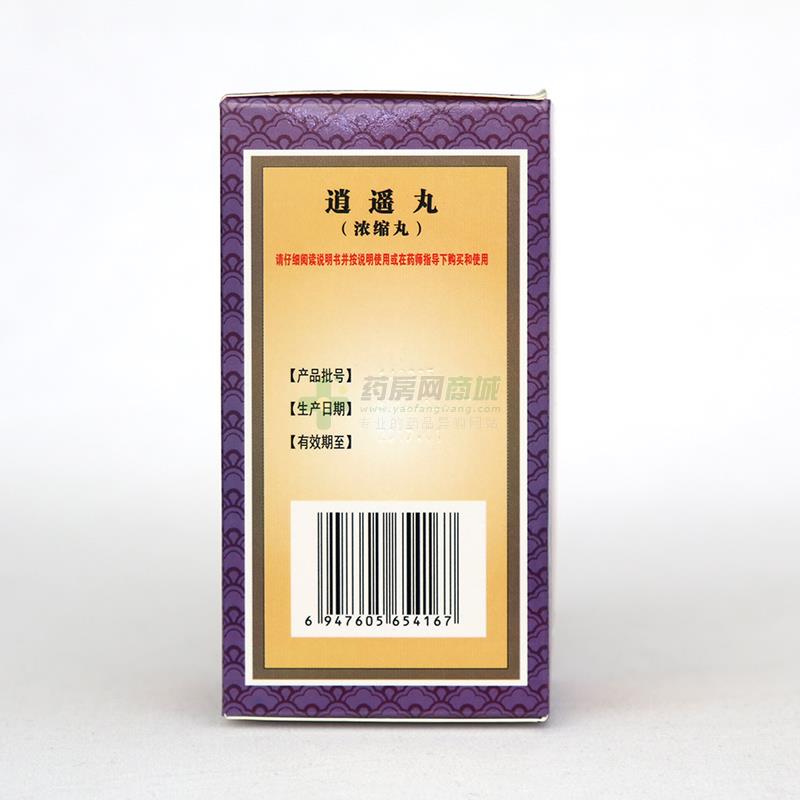 逍遥丸
（浓缩丸）
请仔细阅读说明书并按说明使用或在药师指导下购买和使用
【产品批号】
药房网商城
www.yaofangwang.com
【生产日期】
专业的药品导购网站
【有效期至】
6 947605 654167